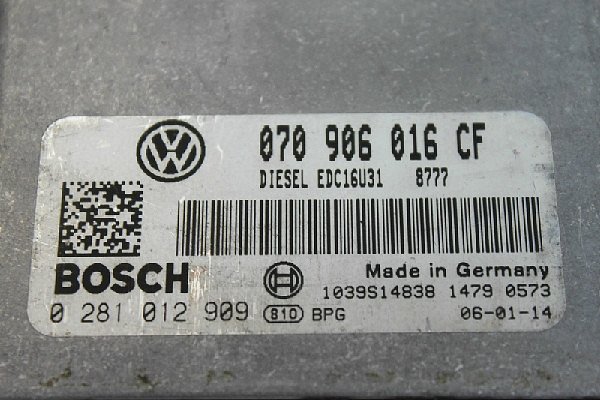 070 906 016 CF
DIESEL EDC16U31 8777
BOSCH
Made in Germany
1039S14838 1479 0573
0 281 012 909 810 BPG 06-01-14